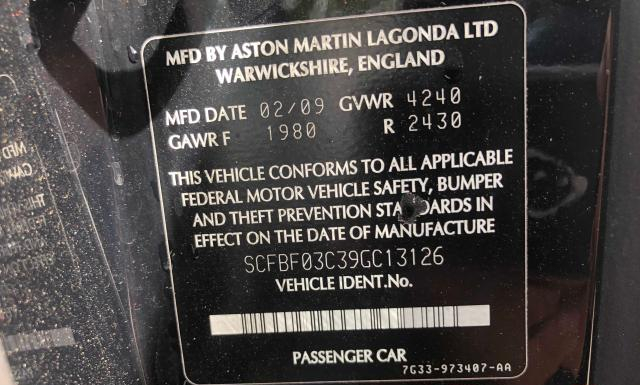 MFD BY ASTON MARTIN LAGONDA LTD
WARWICKSHIRE, ENGLAND
MFD DATE 02/09 GVWR 4240
GAWR F 1980 R 2430
THIS VEHICLE CONFORMS TO ALL APPLICABLE
FEDERAL MOTOR VEHICLE SAFETY, BUMPER
AND THEFT PREVENTION STANDARDS IN
EFFECT ON THE DATE OF MANUFACTURE
SCFBF03C39GC13126
VEHICLE IDENT.No.
PASSENGER CAR
7G33-973407-AA